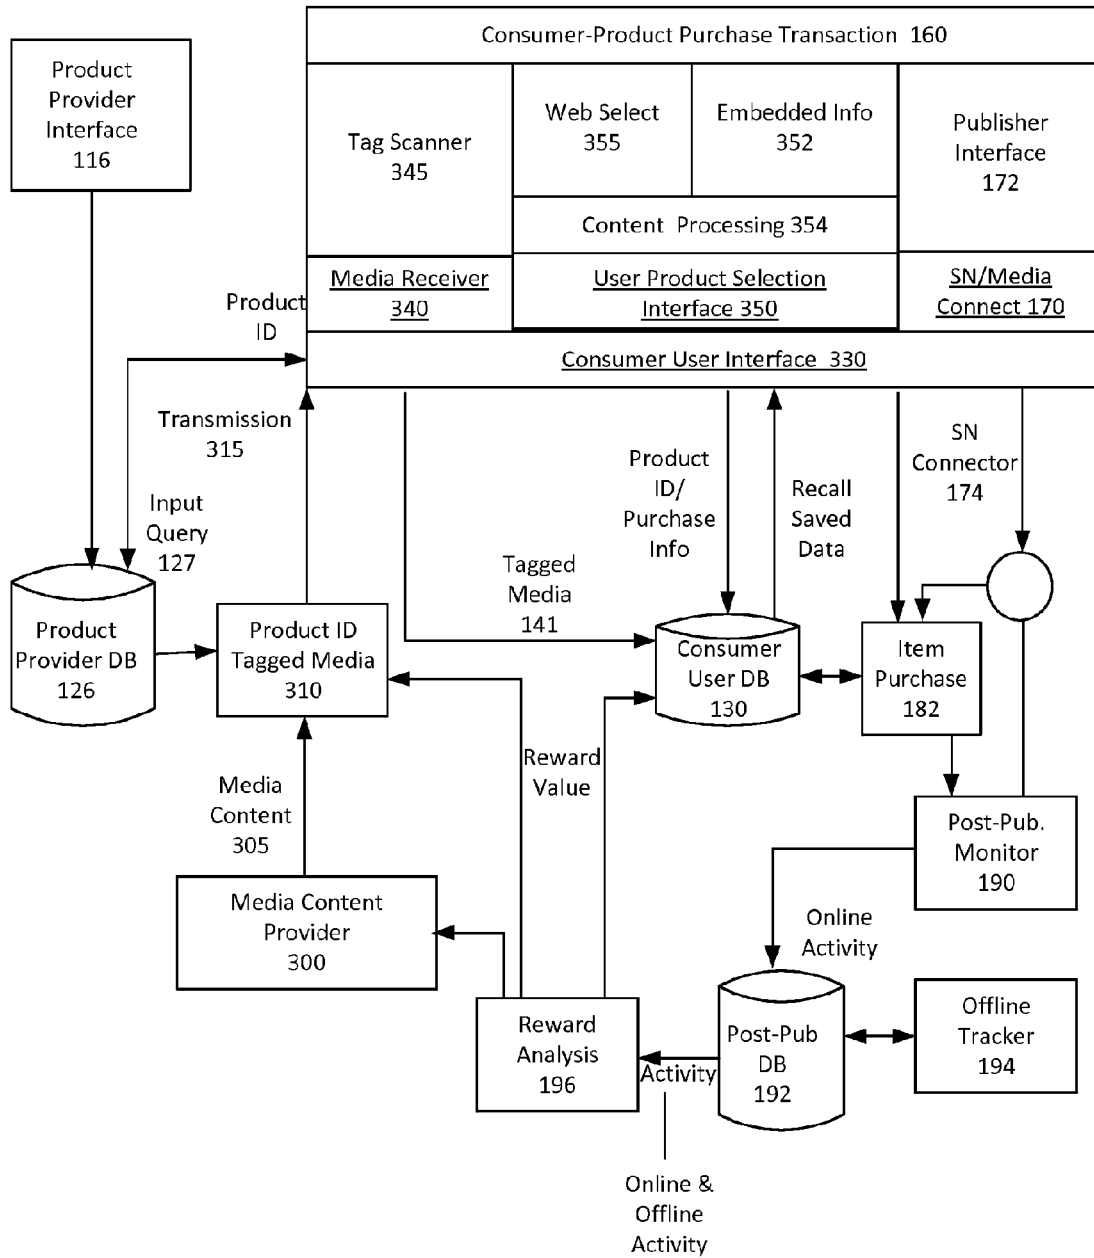 Consumer-Product Purchase Transaction 160
Product
Provider
Interface
116
Tag Scanner
345
Web Select
355
Embedded Info
352
Publisher
Interface
172
Content Processing 354
Media Receiver
340
User Product Selection
Interface 350
SN/Media
Connect 170
Product
ID
Consumer User Interface 330
Transmission
315
Input
Query
127
Product
ID/
Purchase
Info
Recall
Saved
Data
SN
Connector
174
Tagged
Media
141
Product
Provider DB
126
Product ID
Tagged Media
310
Consumer
User DB
130
Item
Purchase
182
Reward
Value
Media
Content
305
Post-Pub.
Monitor
190
Media Content
Provider
300
Online
Activity
Reward
Analysis
196
Activity
Post-Pub
DB
192
Offline
Tracker
194
Online &
Offline
Activity